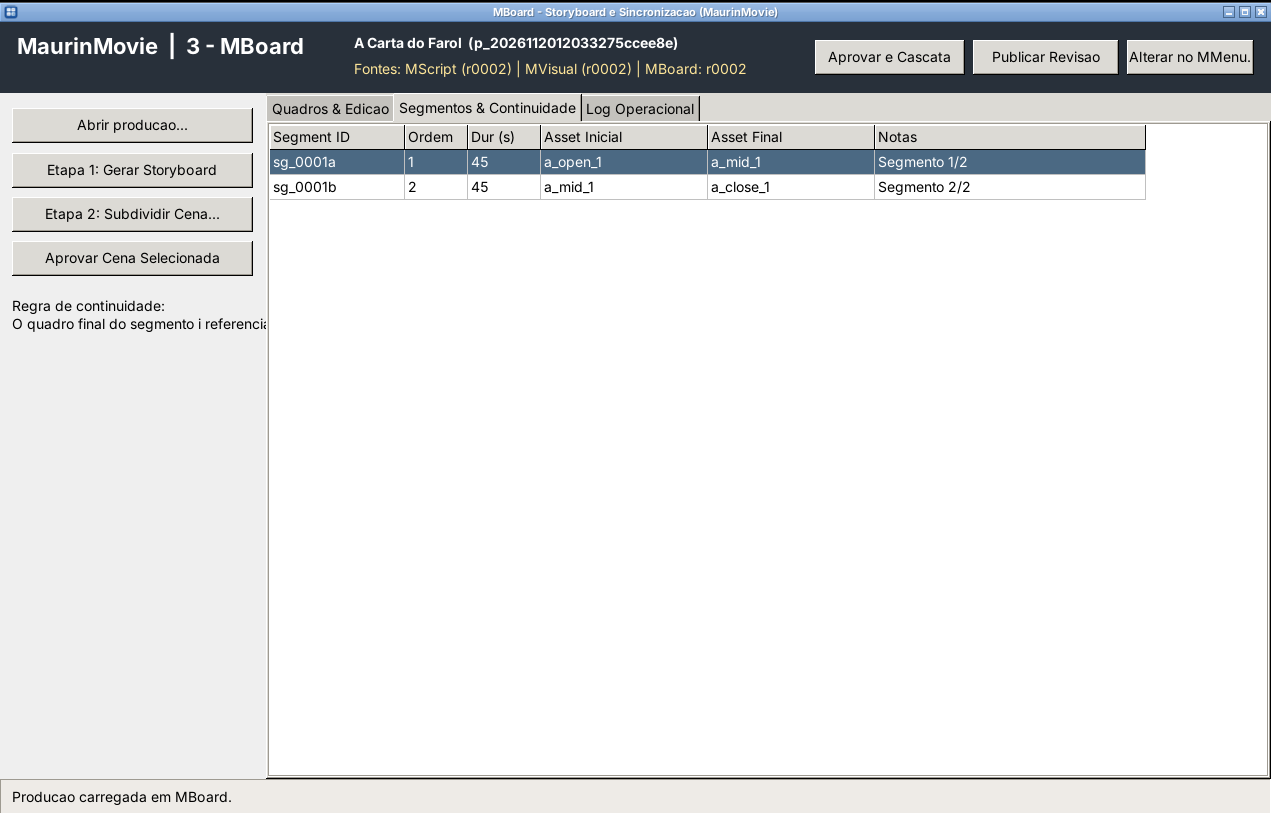 MBoard - Storyboard e Sincronizacao (MaurinMovie)
MaurinMovie | 3 - MBoard
A Carta do Farol (p_2026112012033275ccee8e)
Fontes: MScript (r0002) | MVisual (r0002) | MBoard: r0002
Aprovar e Cascata
Publicar Revisao
Alterar no MMenu.
Abrir producao...
Etapa 1: Gerar Storyboard
Etapa 2: Subdividir Cena...
Aprovar Cena Selecionada
Regra de continuidade:
O quadro final do segmento i referencia
Quadros & Edicao
Segmentos & Continuidade
Log Operacional
Segment ID Ordem Dur (s) Asset Inicial Asset Final Notas
sg_0001a 1 45 a_open_1 a_mid_1 Segmento 1/2
sg_0001b 2 45 a_mid_1 a_close_1 Segmento 2/2
Producao carregada em MBoard.